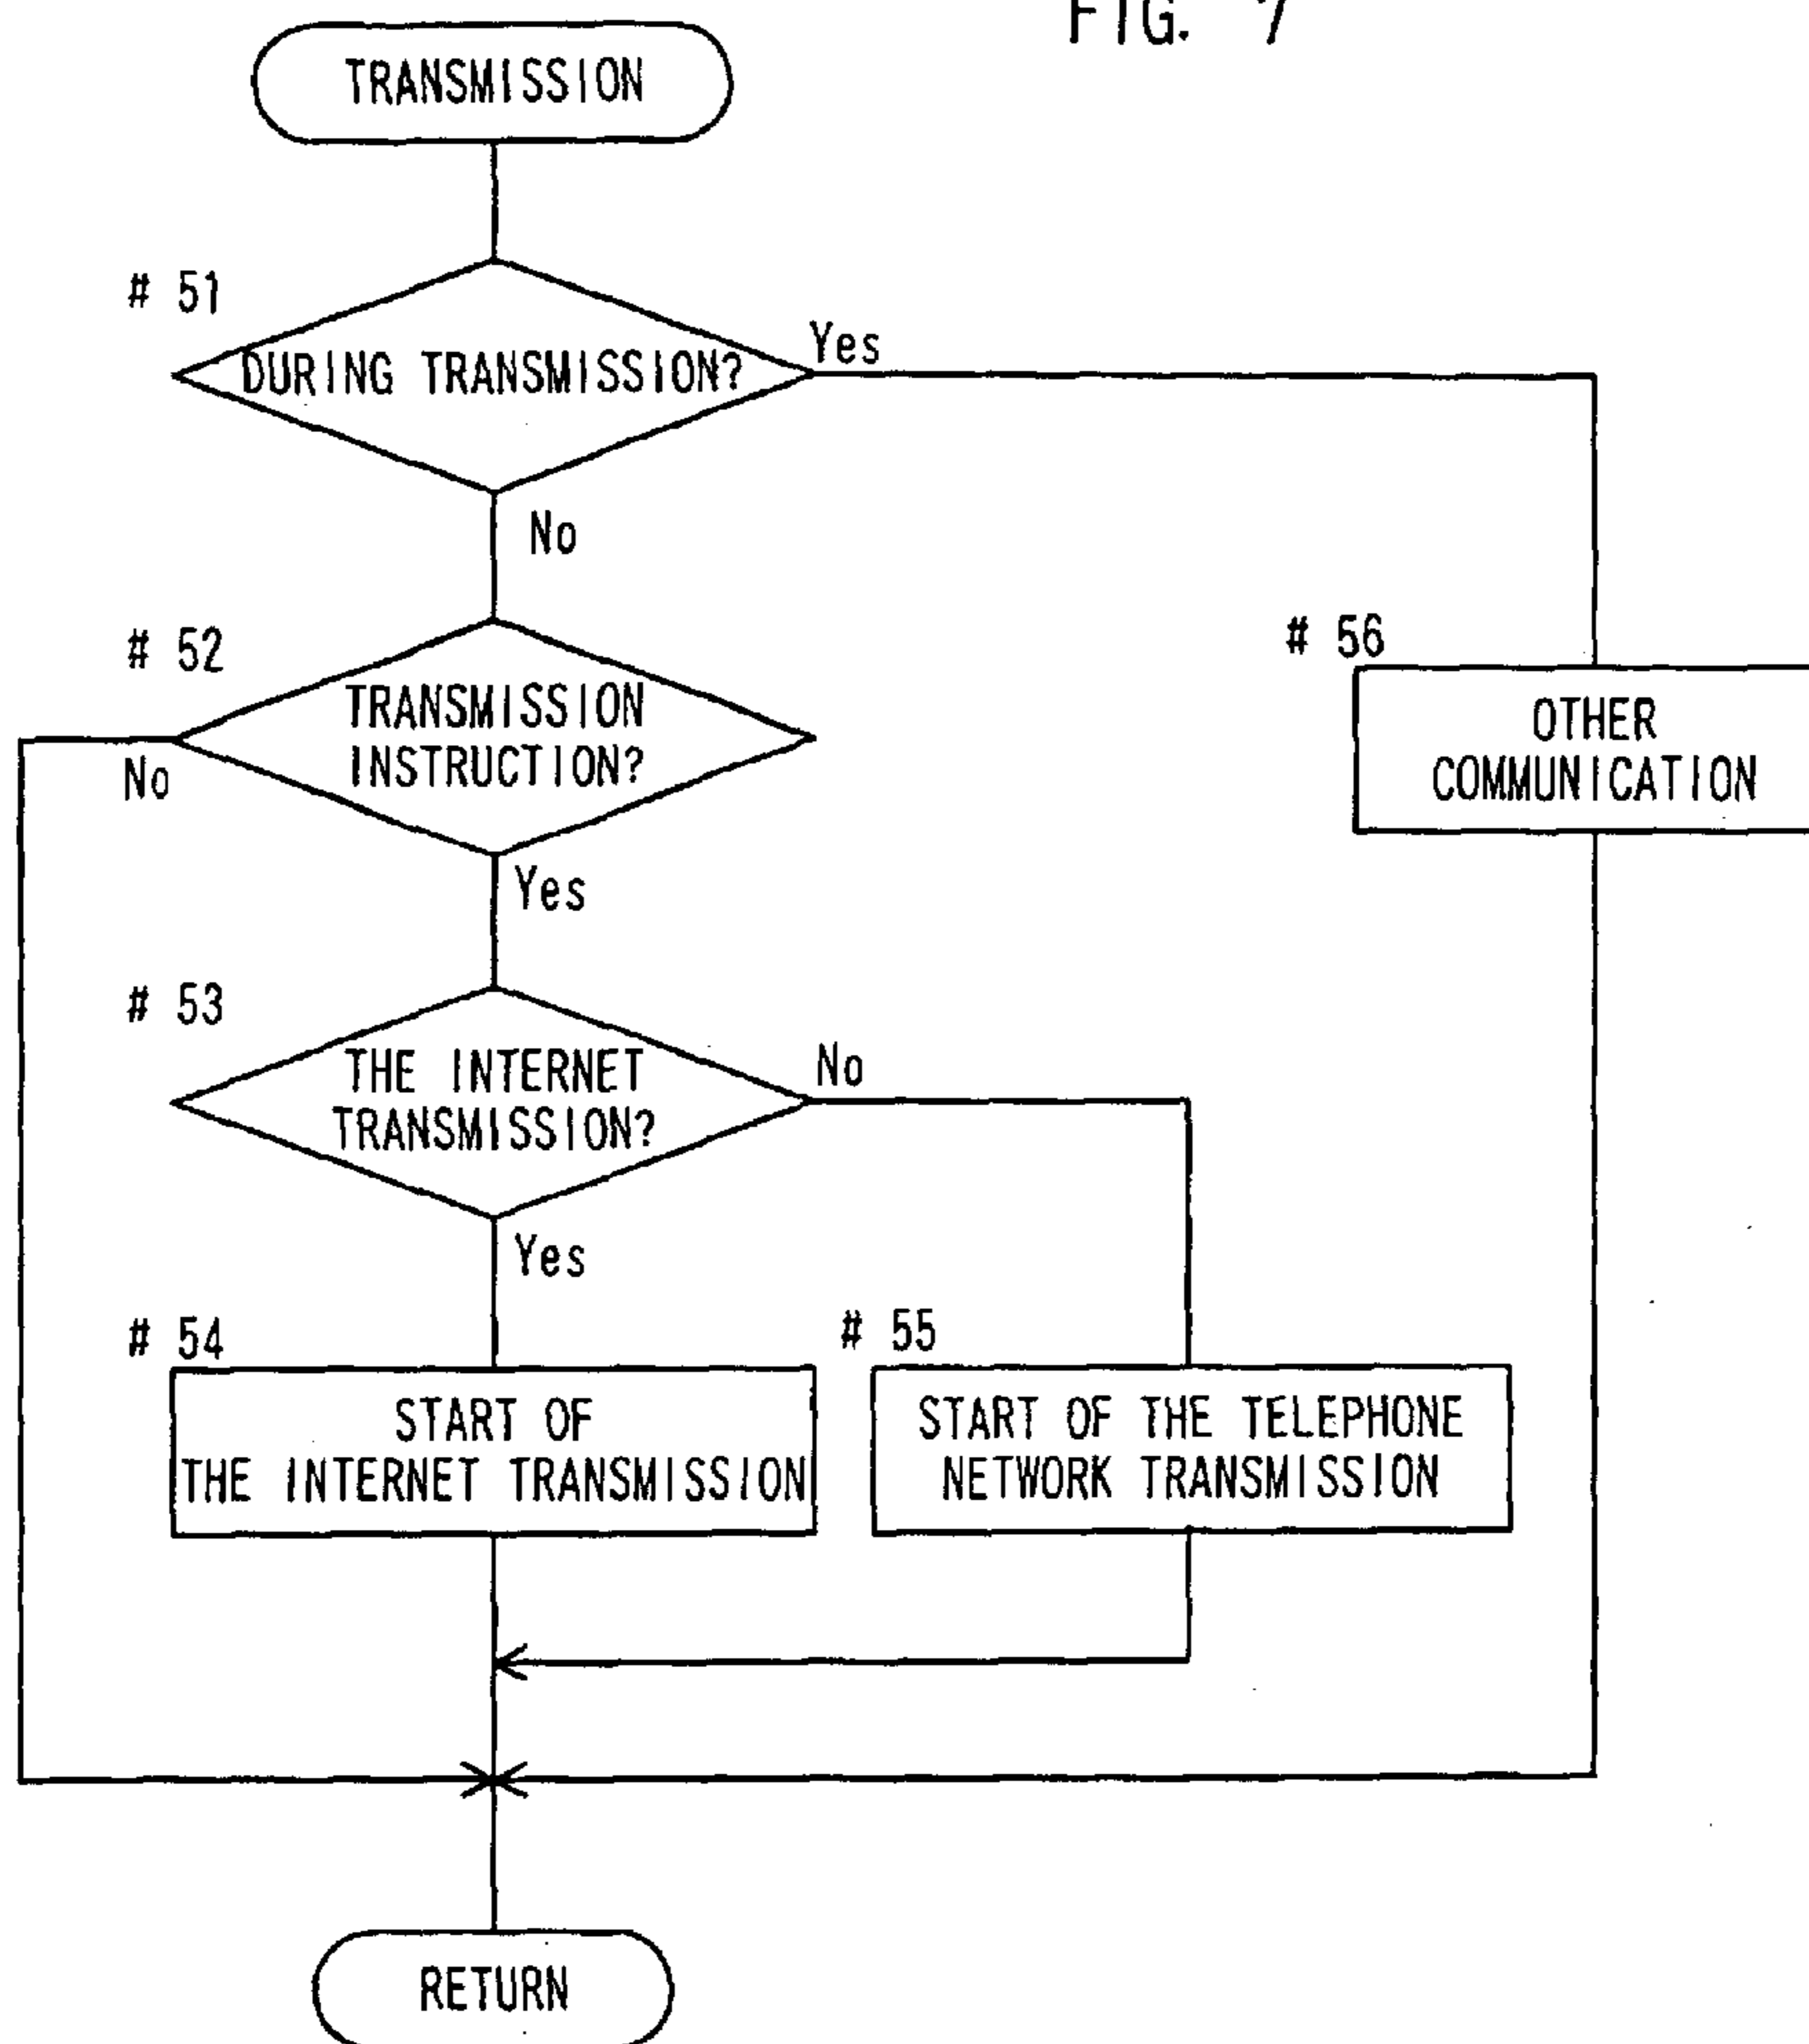 FIG. 7
TRANSMISSION
# 51
DURING TRANSMISSION?
Yes
No
# 52
TRANSMISSION
INSTRUCTION?
No
Yes
# 56
OTHER
COMMUNICATION
# 53
THE INTERNET
TRANSMISSION?
No
Yes
# 54
START OF
THE INTERNET TRANSMISSION
# 55
START OF THE TELEPHONE
NETWORK TRANSMISSION
RETURN